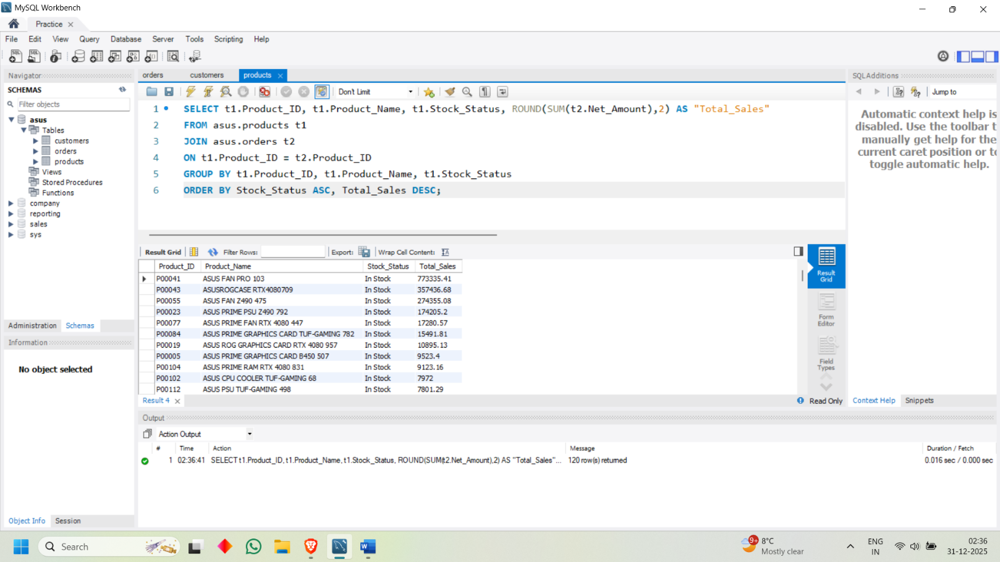 MySQL Workbench
Practice
File Edit View Query Database Server Tools Scripting Help
Navigator
SCHEMAS
Filter objects
asus
Tables
customers
orders
products
Views
Stored Procedures
Functions
company
reporting
sales
sys
Administration Schemas
Information
No object selected
Object Info Session
orders customers products
Don't Limit
1 SELECT t1.Product_ID, t1.Product_Name, t1.Stock_Status, ROUND(SUM(t2.Net_Amount),2) AS "Total_Sales"
2 FROM asus.products t1
3 JOIN asus.orders t2
4 ON t1.Product_ID = t2.Product_ID
5 GROUP BY t1.Product_ID, t1.Product_Name, t1.Stock_Status
6 ORDER BY Stock_Status ASC, Total_Sales DESC;
Result Grid Filter Rows: Export: Wrap Cell Content:
Product_ID Product_Name Stock_Status Total_Sales
P00041 ASUS FAN PRO 103 In Stock 773335.41
P00043 ASUSROGCASE RTX4080709 In Stock 357436.68
P00055 ASUS FAN Z490 475 In Stock 274355.08
P00023 ASUS PRIME PSU Z490 792 In Stock 174205.2
P00077 ASUS PRIME FAN RTX 4080 447 In Stock 17280.57
P00084 ASUS PRIME GRAPHICS CARD TUF-GAMING 782 In Stock 15491.81
P00019 ASUS ROG GRAPHICS CARD RTX 4080 957 In Stock 10895.13
P00005 ASUS PRIME GRAPHICS CARD B450 507 In Stock 9523.4
P00104 ASUS PRIME RAM RTX 4080 831 In Stock 9123.16
P00102 ASUS CPU COOLER TUF-GAMING 68 In Stock 7972
P00112 ASUS PSU TUF-GAMING 498 In Stock 7801.29
Result
Grid
Form
Editor
Field
Types
Result 4
Read Only
SQLAdditions
Jump to
Automatic context help is
disabled. Use the toolbar t
manually get help for the
current caret position or to
toggle automatic help.
Context Help Snippets
Output
Action Output
# Time Action Message Duration / Fetch
1 02:36:41 SELECT t1.Product_ID, t1.Product_Name, t1.Stock_Status, ROUND(SUM(t2.Net_Amount),2) AS "Total_Sales"... 120 row(s) returned 0.016 sec / 0.000 sec
Search
9+
8°C
Mostly clear
ENG
IN
02:36
31-12-2025